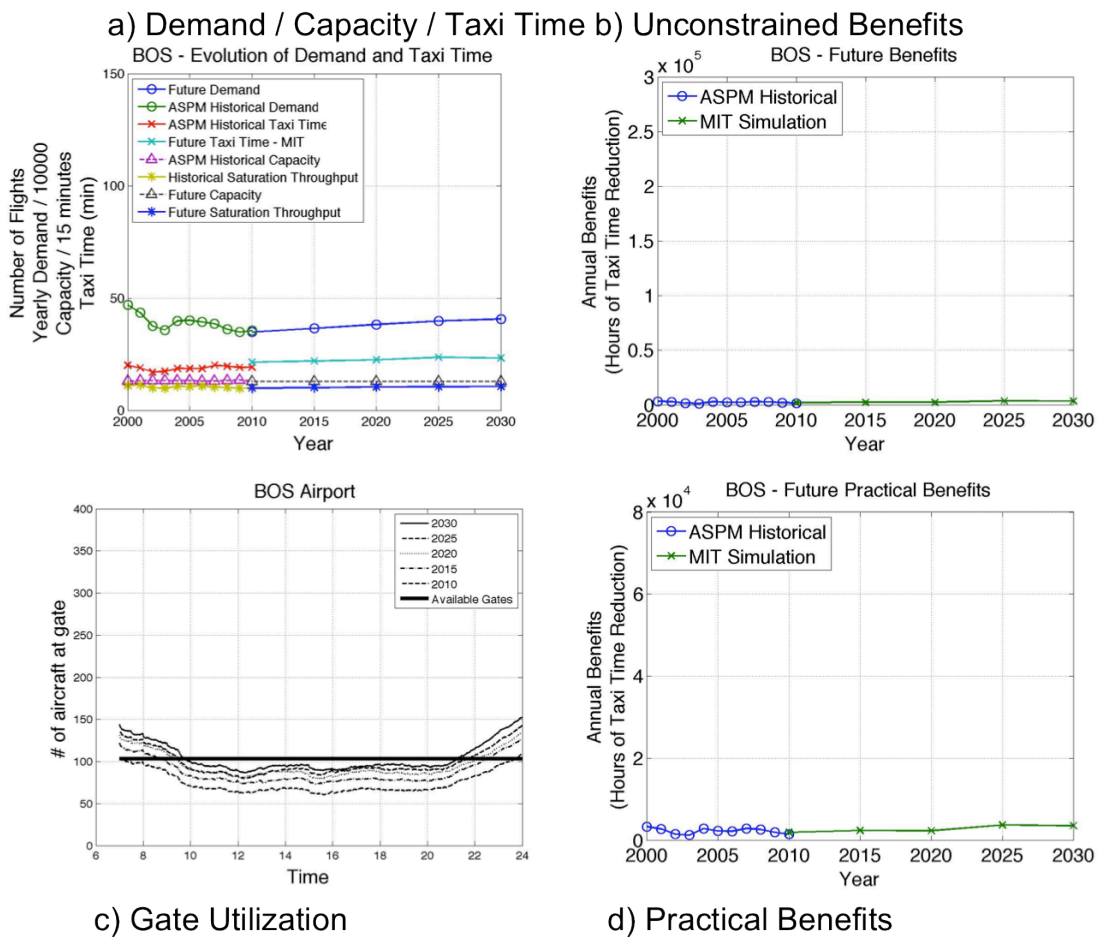 a) Demand / Capacity / Taxi Time b) Unconstrained Benefits
BOS - Evolution of Demand and Taxi Time
150
100
50
0
Number of Flights
Yearly Demand / 10000
Capacity / 15 minutes
Taxi Time (min)
Future Demand
ASPM Historical Demand
ASPM Historical Taxi Time
Future Taxi Time - MIT
ASPM Historical Capacity
Historical Saturation Throughput
Future Capacity
Future Saturation Throughput
2000 2005 2010 2015 2020 2025 2030
Year
BOS - Future Benefits
x 10^5
3
2.5
2
1.5
1
0.5
0
Annual Benefits
(Hours of Taxi Time Reduction)
ASPM Historical
MIT Simulation
2000 2005 2010 2015 2020 2025 2030
Year
BOS Airport
400
350
300
250
200
150
100
50
0
# of aircraft at gate
2030
2025
2020
2015
2010
Available Gates
6 8 10 12 14 16 18 20 22 24
Time
BOS - Future Practical Benefits
x 10^4
8
6
4
2
0
Annual Benefits
(Hours of Taxi Time Reduction)
ASPM Historical
MIT Simulation
2000 2005 2010 2015 2020 2025 2030
Year
c) Gate Utilization
d) Practical Benefits